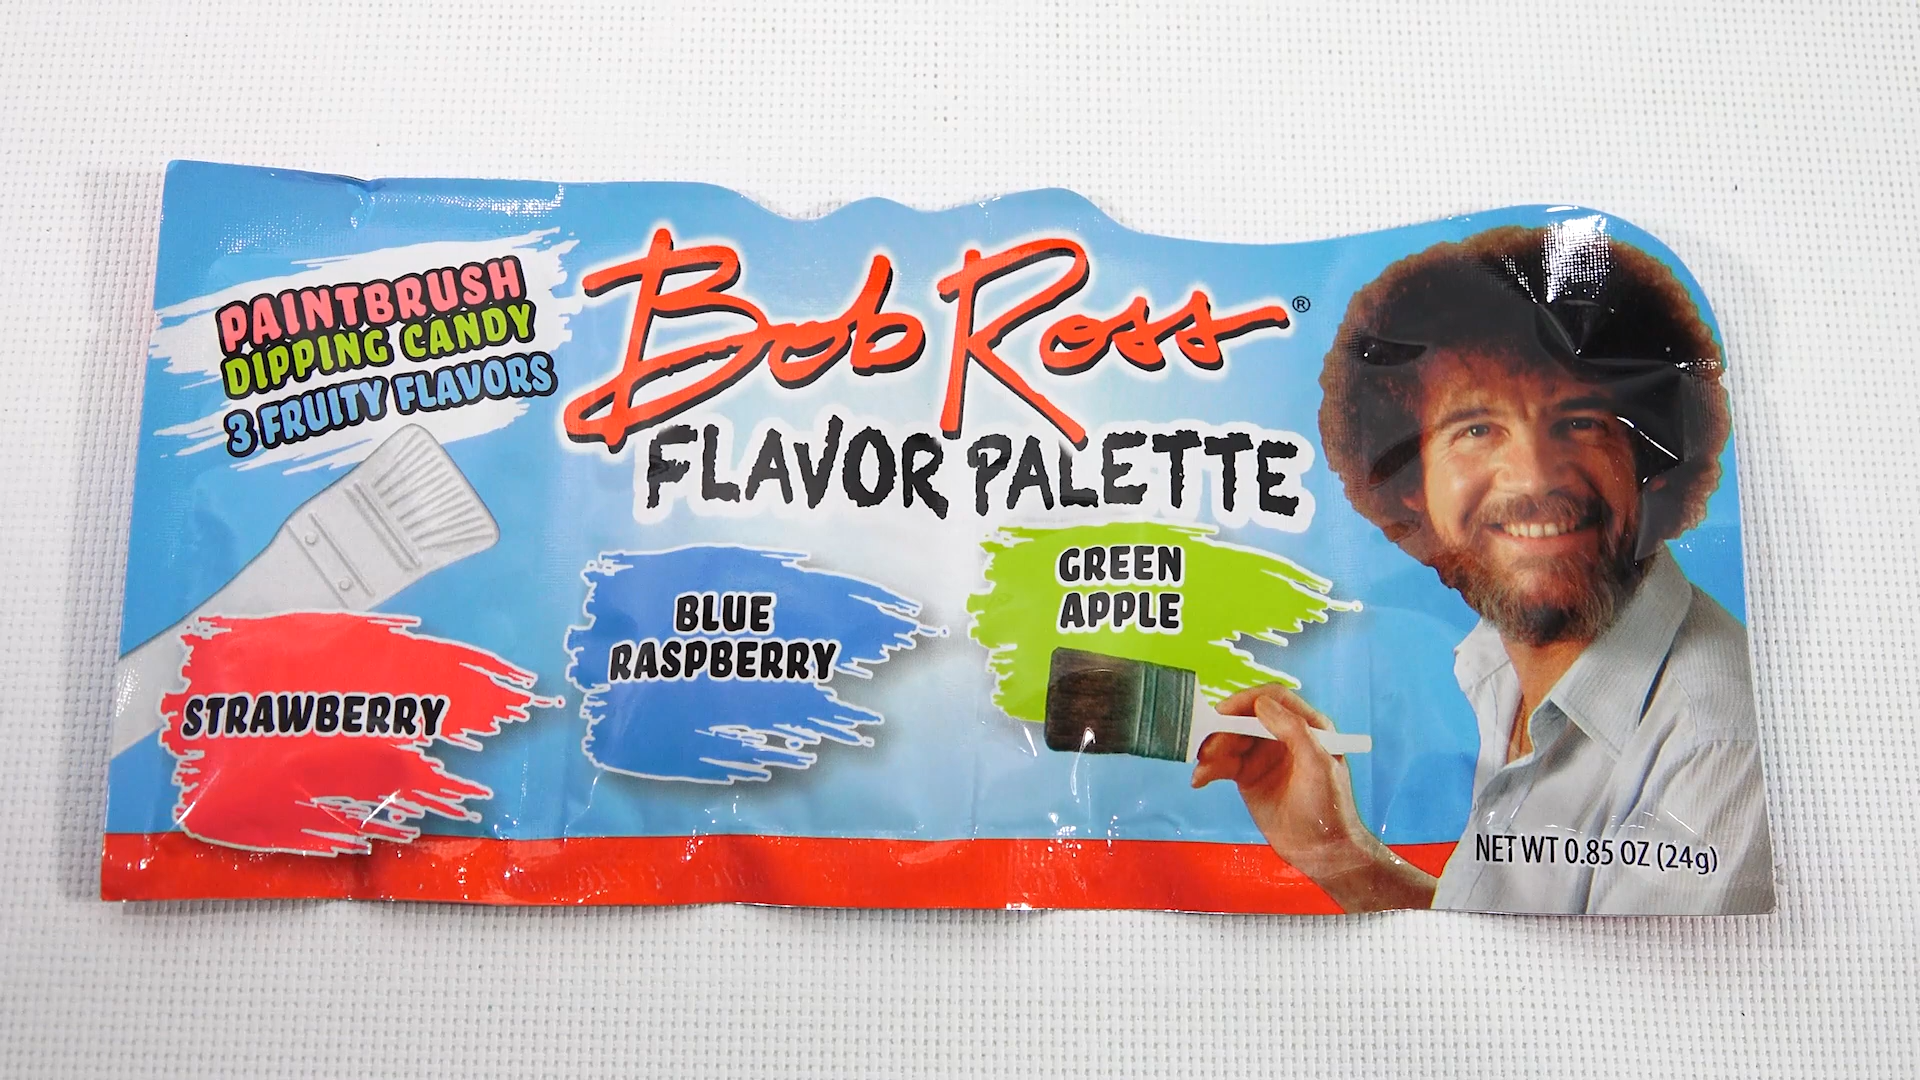 PAINTBRUSH
DIPPING CANDY
3 FRUITY FLAVORS
Bob Ross®
FLAVOR PALETTE
STRAWBERRY
BLUE
RASPBERRY
GREEN
APPLE
NET WT 0.85 OZ (24g)